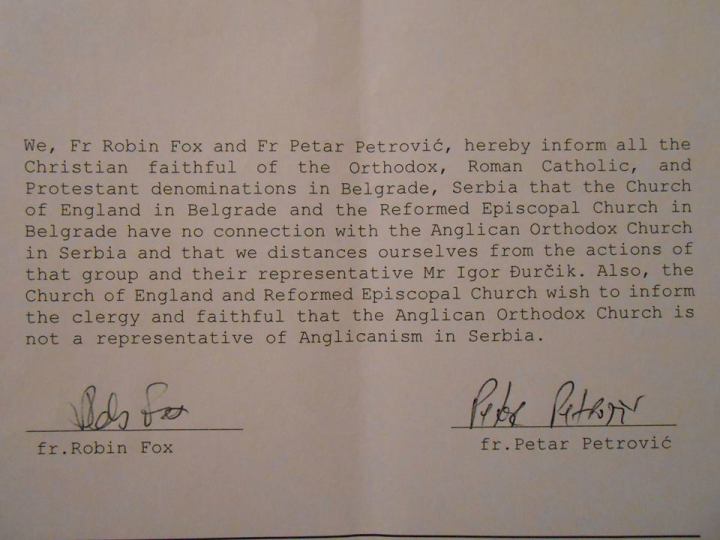 We, Fr Robin Fox and Fr Petar Petrović, hereby inform all the
Christian faithful of the Orthodox, Roman Catholic, and
Protestant denominations in Belgrade, Serbia that the Church
of England in Belgrade and the Reformed Episcopal Church in
Belgrade have no connection with the Anglican Orthodox Church
in Serbia and that we distances ourselves from the actions of
that group and their representative Mr Igor Đurčik. Also, the
Church of England and Reformed Episcopal Church wish to inform
the clergy and faithful that the Anglican Orthodox Church is
not a representative of Anglicanism in Serbia.
Robin Fox Petar Petrović
fr.Robin Fox fr.Petar Petrović